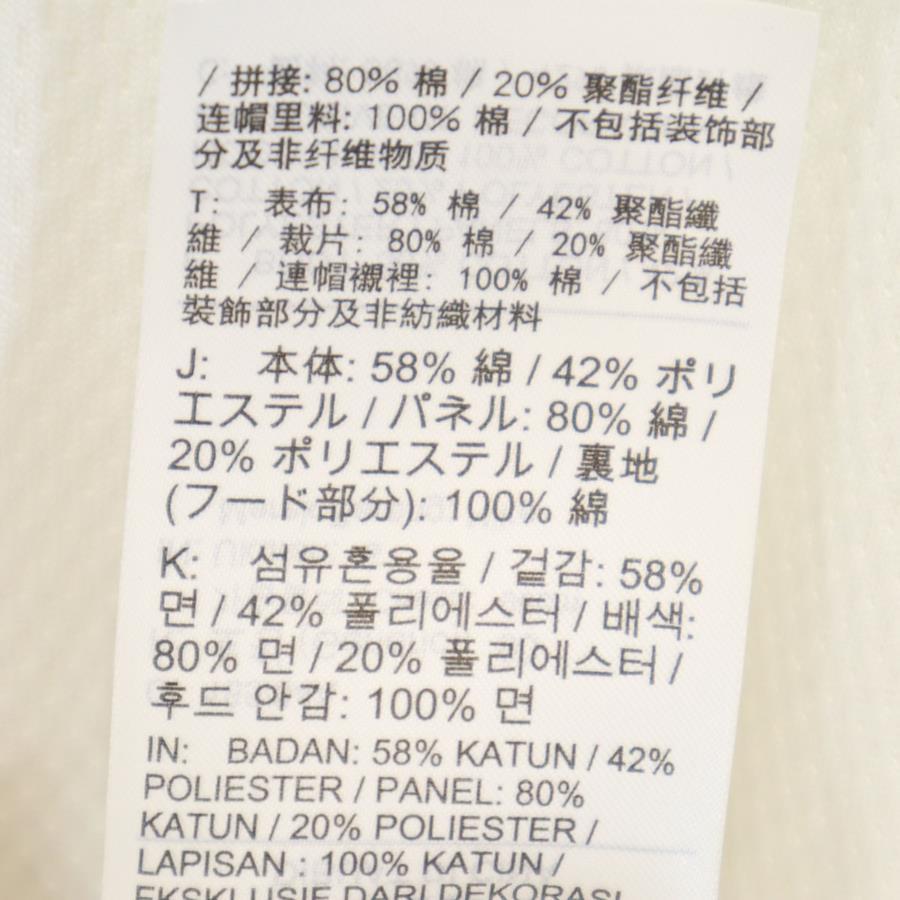 / 拼接: 80% 棉 / 20% 聚酯纤维 /
连帽里料: 100% 棉 / 不包括装饰部
分及非纤维物质
T: 表布: 58% 棉 / 42% 聚酯纖
維 / 裁片: 80% 棉 / 20% 聚酯纖
維 / 連帽襯裡: 100% 棉 / 不包括
裝飾部分及非紡織材料
J: 本体: 58% 綿 / 42% ポリ
エステル / パネル: 80% 綿 /
20% ポリエステル / 裏地
(フード部分): 100% 綿
K: 섬유혼용율 / 겉감: 58%
면 / 42% 폴리에스터 / 배색:
80% 면 / 20% 폴리에스터 /
후드 안감: 100% 면
IN: BADAN: 58% KATUN / 42%
POLIESTER / PANEL: 80%
KATUN / 20% POLIESTER /
LAPISAN : 100% KATUN /
EKSKLUSIF DARI DEKORASI